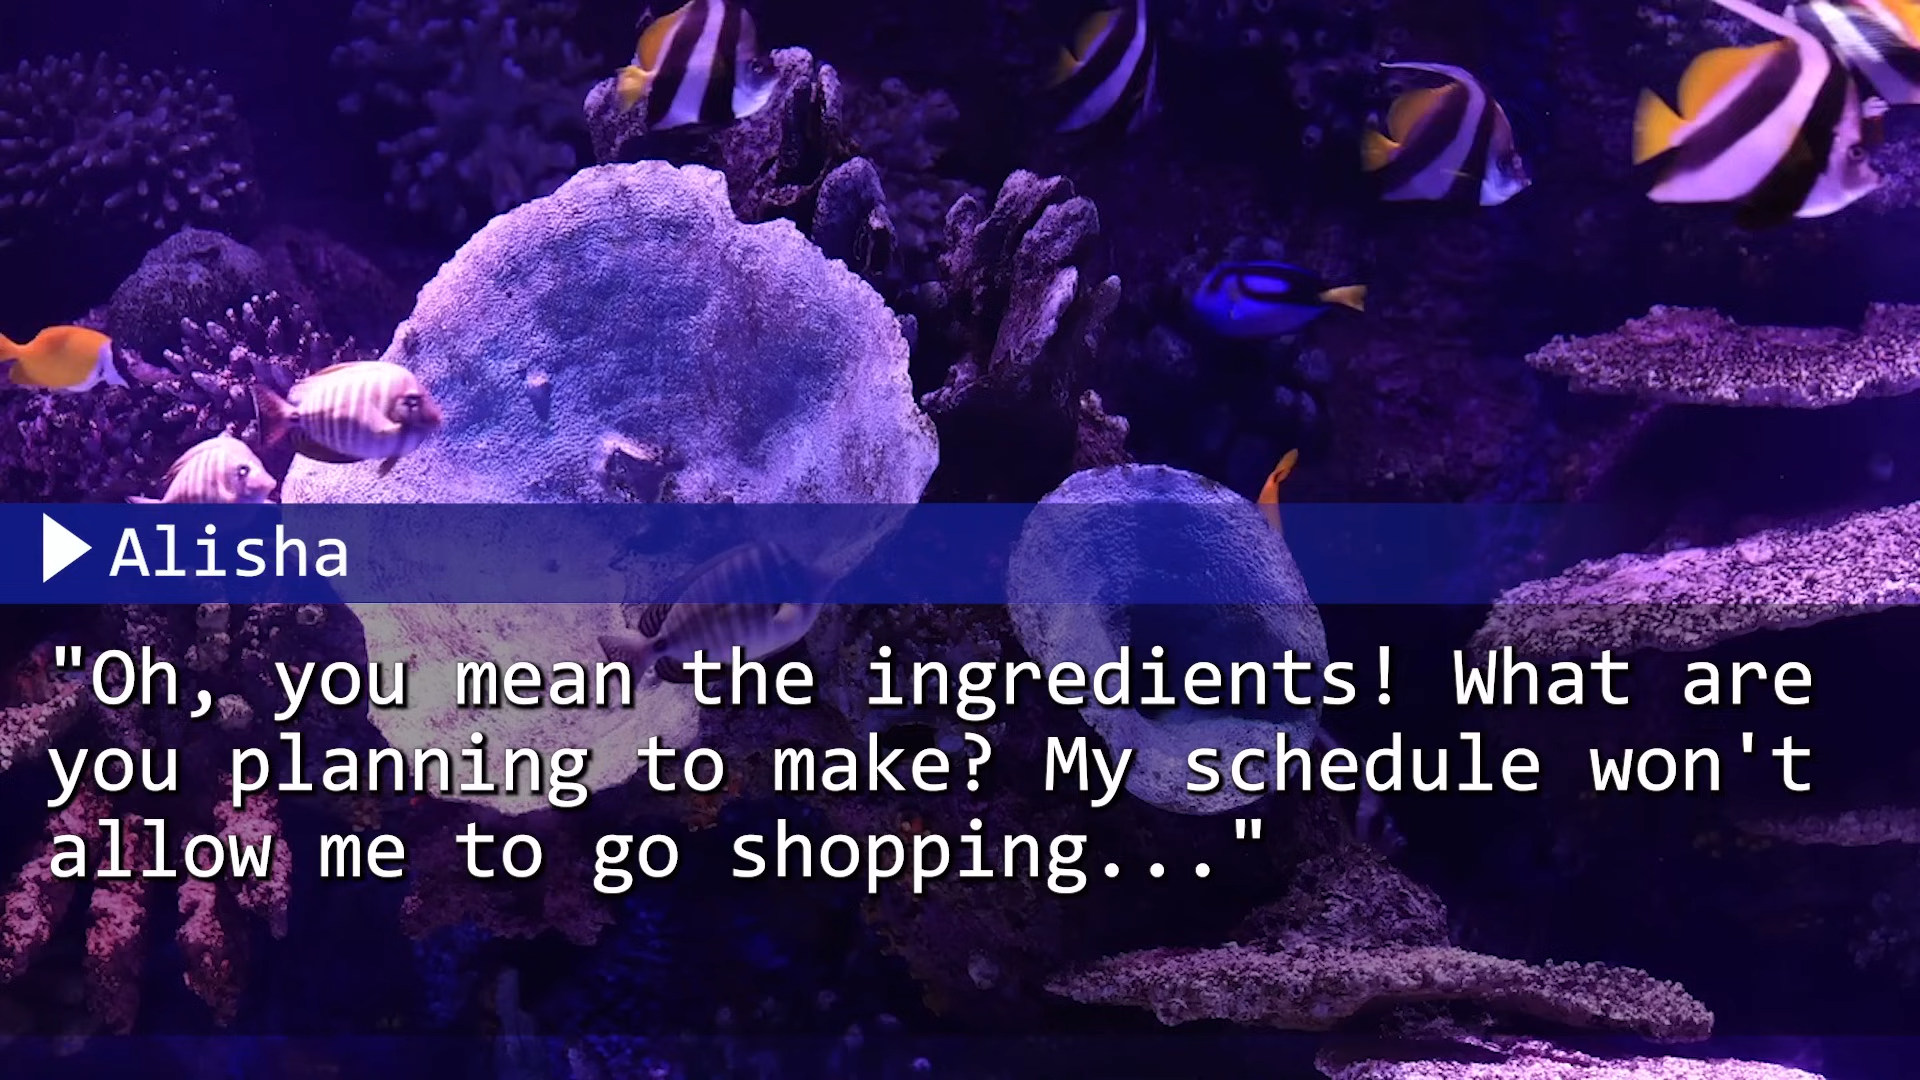 Alisha
"Oh, you mean the ingredients! What are
you planning to make? My schedule won't
allow me to go shopping..."